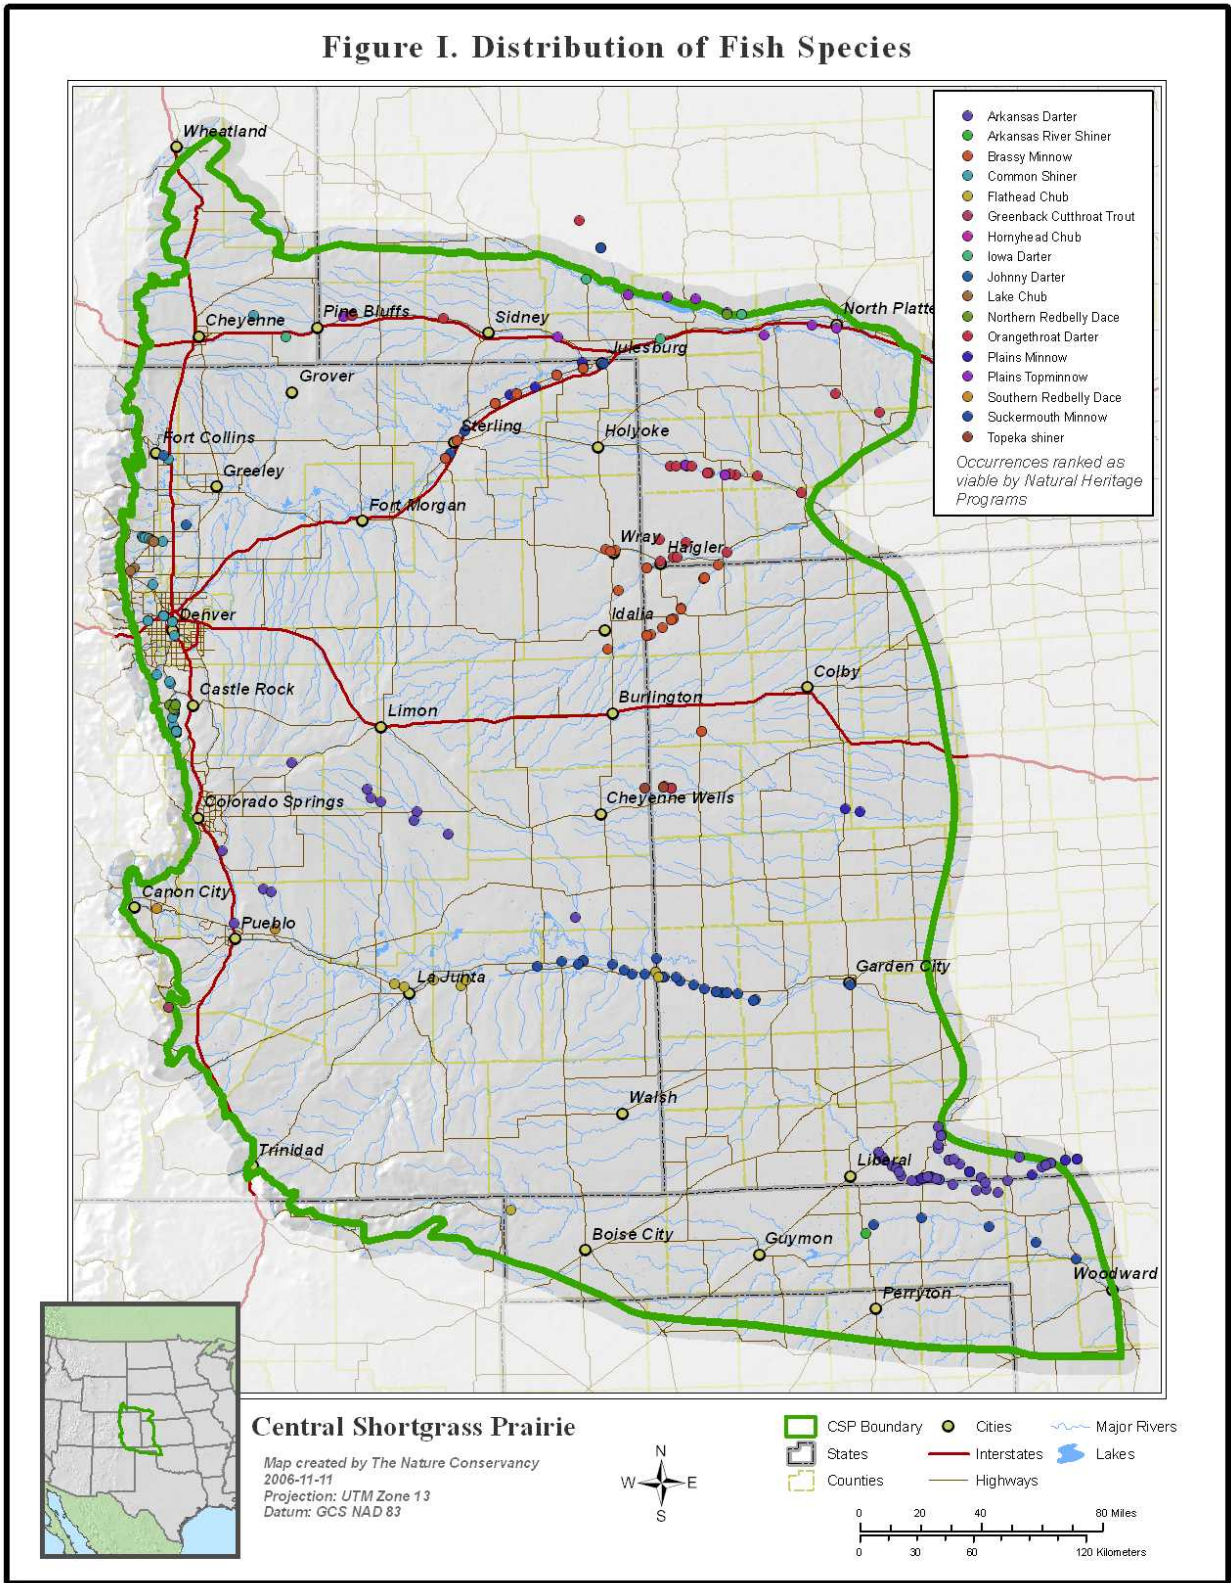 Figure I. Distribution of Fish Species
Wheatland
Arkansas Darter
Arkansas River Shiner
Brassy Minnow
Common Shiner
Flathead Chub
Greenback Cutthroat Trout
Hornyhead Chub
Iowa Darter
Johnny Darter
Lake Chub
Northern Redbelly Dace
Orangethroat Darter
Plains Minnow
Plains Topminnow
Southern Redbelly Dace
Suckermouth Minnow
Topeka shiner
Occurrences ranked as
viable by Natural Heritage
Programs
North Platte
Cheyenne
Pine Bluffs
Sidney
Julesburg
Grover
Fort Collins
Sterling
Holyoke
Greeley
Fort Morgan
Wray
Haigler
Denver
Idalia
Castle Rock
Limon
Burlington
Colby
Colorado Springs
Cheyenne Wells
Canon City
Pueblo
La Junta
Garden City
Walsh
Trinidad
Liberal
Boise City
Guymon
Woodward
Perryton
Central Shortgrass Prairie
Map created by The Nature Conservancy
2006-11-11
Projection: UTM Zone 13
Datum: GCS NAD 83
N
W E
S
CSP Boundary Cities Major Rivers
States Interstates Lakes
Counties Highways
0 20 40 80 Miles
0 30 60 120 Kilometers